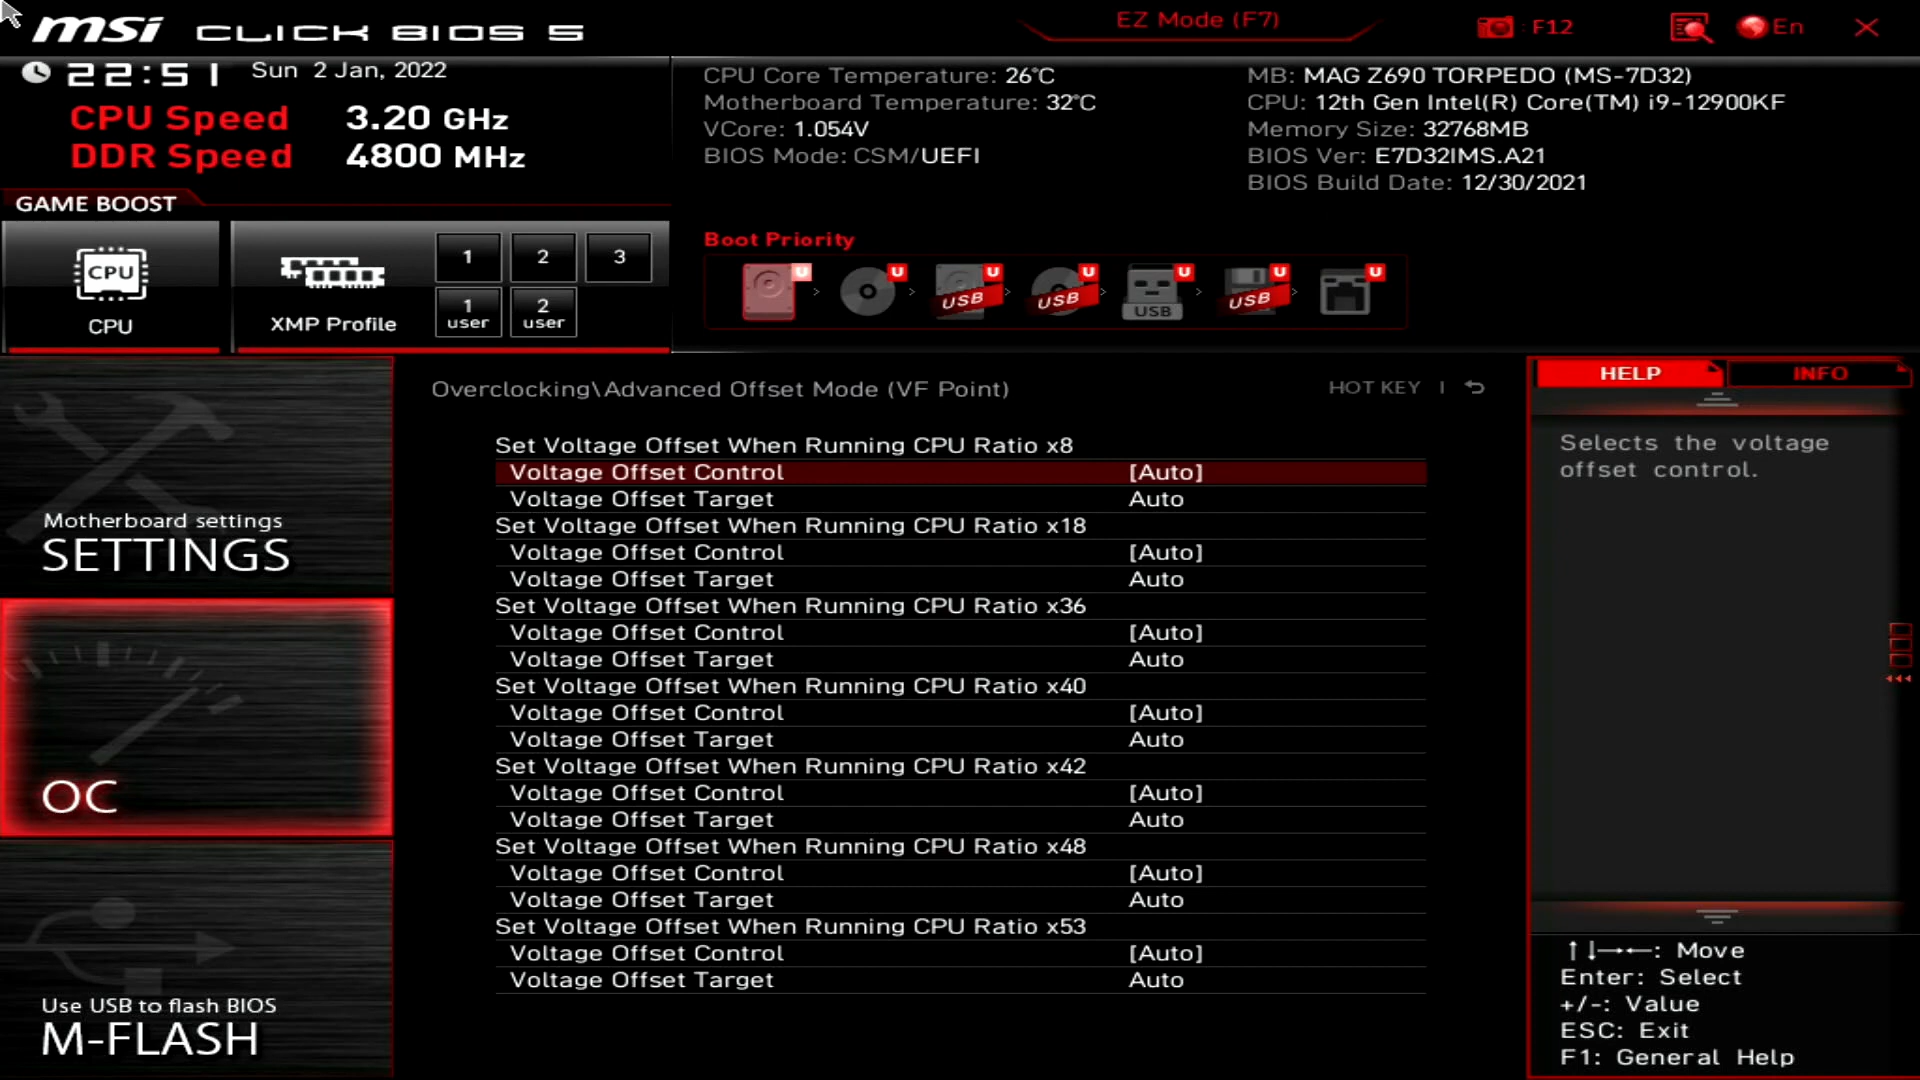 msi CLICK BIOS 5
EZ Mode (F7)
F12
En
22:51 Sun 2 Jan, 2022
CPU Speed 3.20 GHz
DDR Speed 4800 MHz
CPU Core Temperature: 26°C
Motherboard Temperature: 32°C
VCore: 1.054V
BIOS Mode: CSM/UEFI
MB: MAG Z690 TORPEDO (MS-7D32)
CPU: 12th Gen Intel(R) Core(TM) i9-12900KF
Memory Size: 32768MB
BIOS Ver: E7D32IMS.A21
BIOS Build Date: 12/30/2021
GAME BOOST
CPU
CPU
XMP Profile
1 2 3
1 user
2 user
Boot Priority
U U U U U U U
USB USB USB USB
Motherboard settings
SETTINGS
OC
Use USB to flash BIOS
M-FLASH
Overclocking\Advanced Offset Mode (VF Point)
HOT KEY |
Set Voltage Offset When Running CPU Ratio x8
Voltage Offset Control [Auto]
Voltage Offset Target Auto
Set Voltage Offset When Running CPU Ratio x18
Voltage Offset Control [Auto]
Voltage Offset Target Auto
Set Voltage Offset When Running CPU Ratio x36
Voltage Offset Control [Auto]
Voltage Offset Target Auto
Set Voltage Offset When Running CPU Ratio x40
Voltage Offset Control [Auto]
Voltage Offset Target Auto
Set Voltage Offset When Running CPU Ratio x42
Voltage Offset Control [Auto]
Voltage Offset Target Auto
Set Voltage Offset When Running CPU Ratio x48
Voltage Offset Control [Auto]
Voltage Offset Target Auto
Set Voltage Offset When Running CPU Ratio x53
Voltage Offset Control [Auto]
Voltage Offset Target Auto
HELP
INFO
Selects the voltage
offset control.
↑↓→←: Move
Enter: Select
+/-: Value
ESC: Exit
F1: General Help